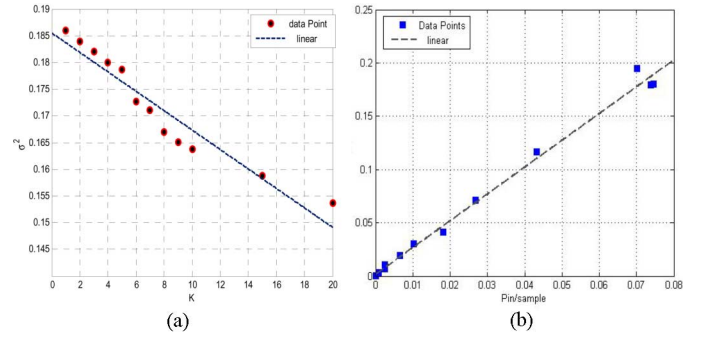 0.19
0.185
0.18
0.175
0.17
0.165
0.16
0.155
0.15
0.145
σ²
0 2 4 6 8 10 12 14 16 18 20
K
data Point
linear
(a)
0.25
0.2
0.15
0.1
0.05
0
0 0.01 0.02 0.03 0.04 0.05 0.06 0.07 0.08
Pin/sample
Data Points
linear
(b)